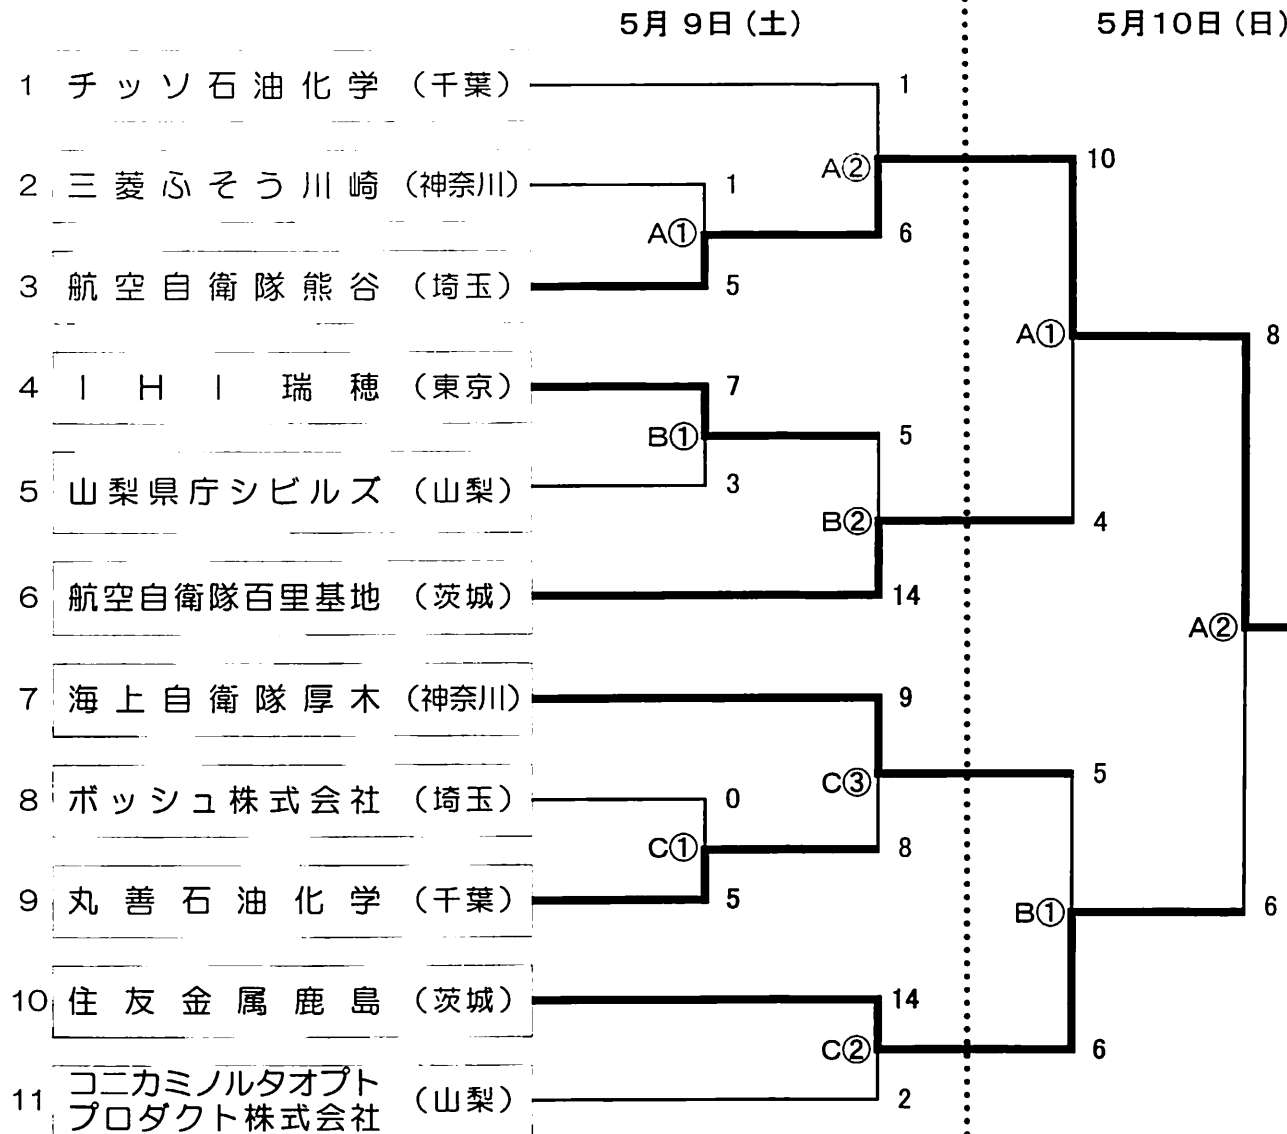 5月 9日（土）
5月10日（日）
1 チッソ石油化学（千葉） 1
A② 10
2 三菱ふそう川崎（神奈川） 1
A① 6
3 航空自衛隊熊谷（埼玉） 5
A① 8
4 IHI瑞穂（東京） 7
B① 5
5 山梨県庁シビルズ（山梨） 3
B② 4
6 航空自衛隊百里基地（茨城） 14
A②
7 海上自衛隊厚木（神奈川） 9
C③ 5
8 ボッシュ株式会社（埼玉） 0
C① 8
9 丸善石油化学（千葉） 5
B① 6
10 住友金属鹿島（茨城） 14
C② 6
11 コニカミノルタオプト
プロダクト株式会社（山梨） 2